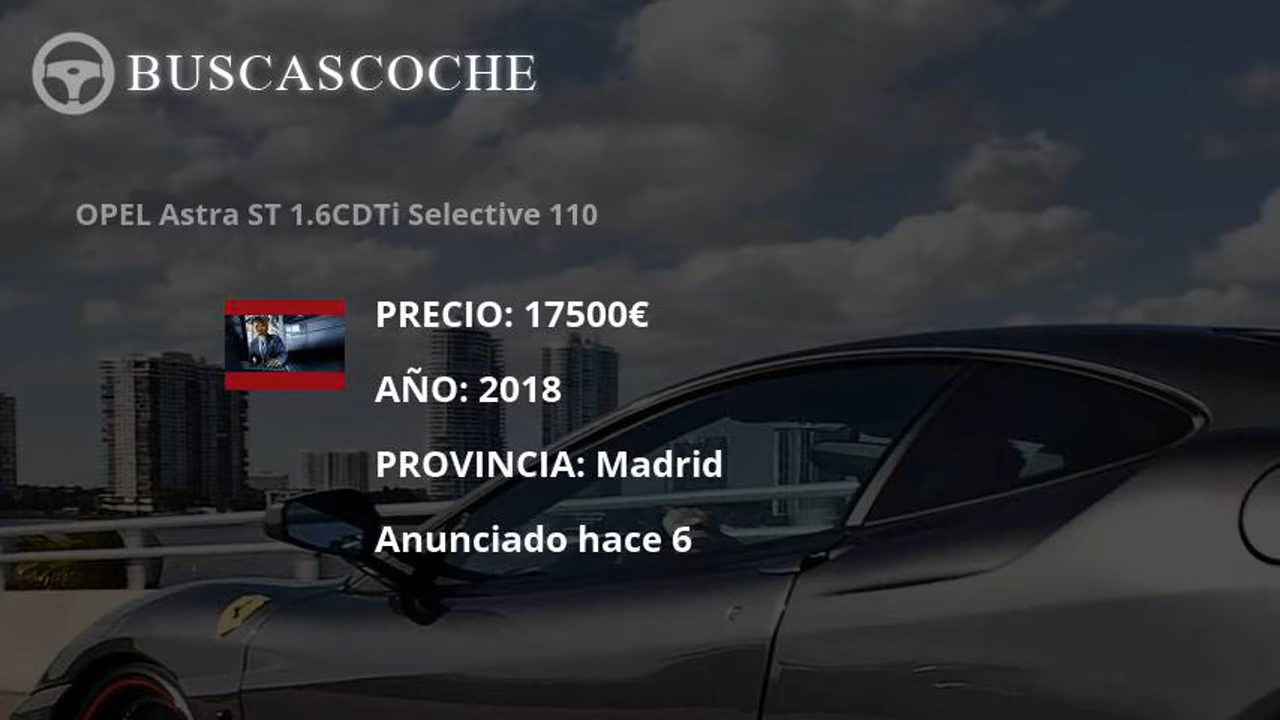 BUSCASCOCHE
OPEL Astra ST 1.6CDTi Selective 110
PRECIO: 17500€
AÑO: 2018
PROVINCIA: Madrid
Anunciado hace 6